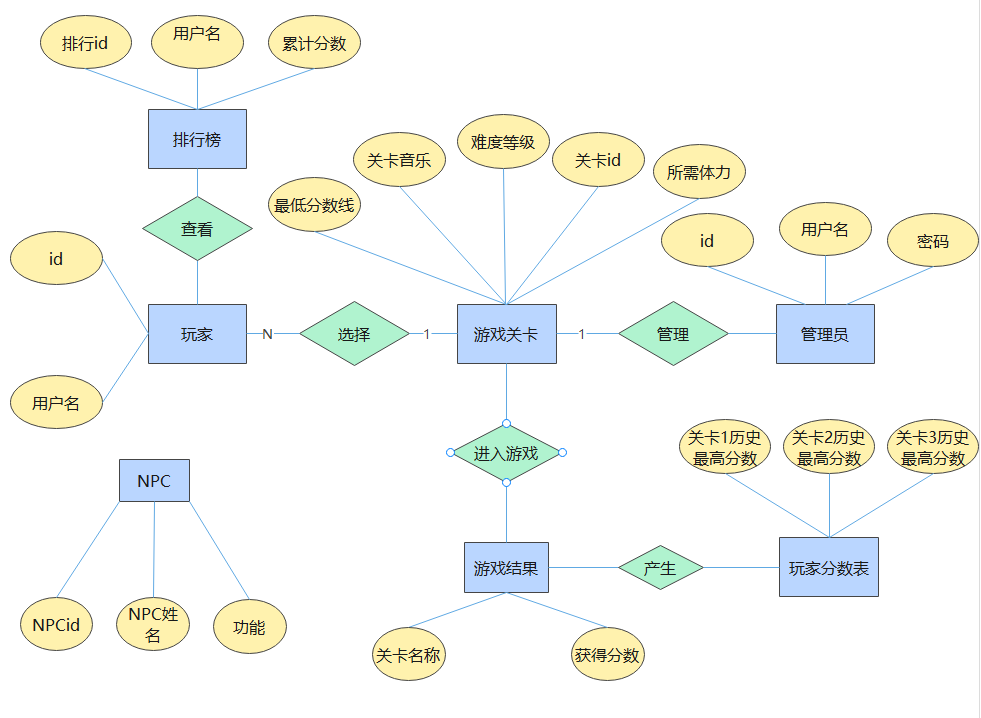 排行id
用户名
累计分数
排行榜
关卡音乐
难度等级
关卡id
所需体力
最低分数线
查看
id
用户名
密码
id
玩家
N
选择
1
游戏关卡
1
管理
管理员
用户名
进入游戏
关卡1历史
最高分数
关卡2历史
最高分数
关卡3历史
最高分数
NPC
游戏结果
产生
玩家分数表
NPCid
NPC姓
名
功能
关卡名称
获得分数